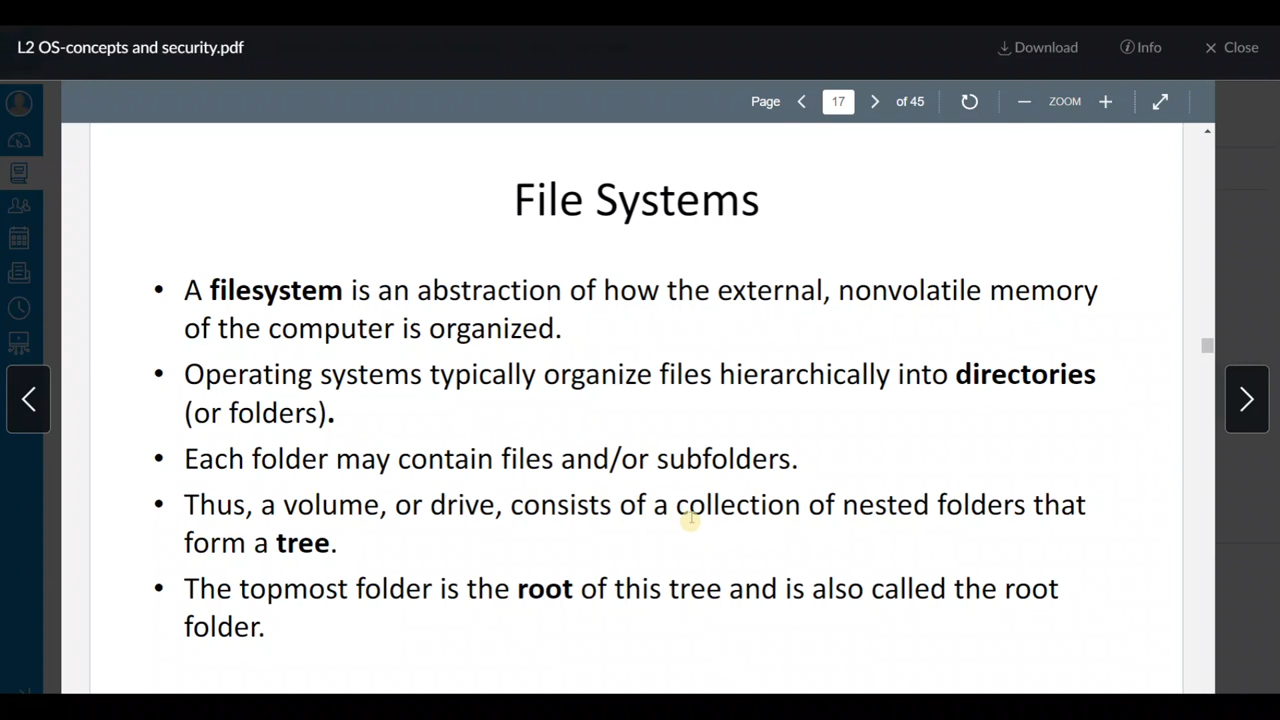 L2 OS-concepts and security.pdf
Download
Info
Close
Page
17
of 45
ZOOM
File Systems
• A filesystem is an abstraction of how the external, nonvolatile memory
of the computer is organized.
• Operating systems typically organize files hierarchically into directories
(or folders).
• Each folder may contain files and/or subfolders.
• Thus, a volume, or drive, consists of a collection of nested folders that
form a tree.
• The topmost folder is the root of this tree and is also called the root
folder.